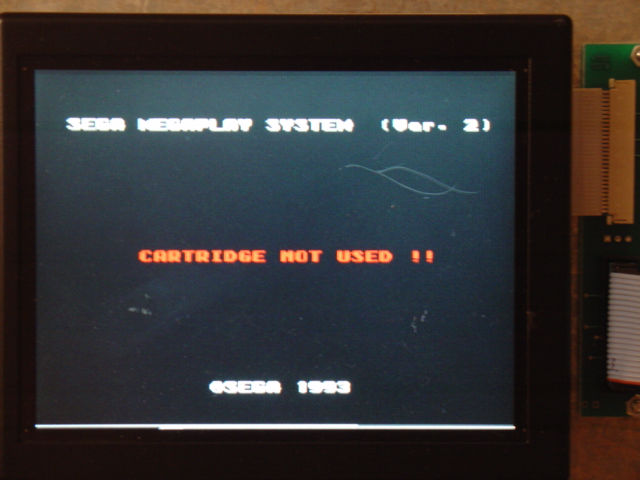 SEGA MEGAPLAY SYSTEM (Ver. 2)
CARTRIDGE NOT USED !!
©SEGA 1993